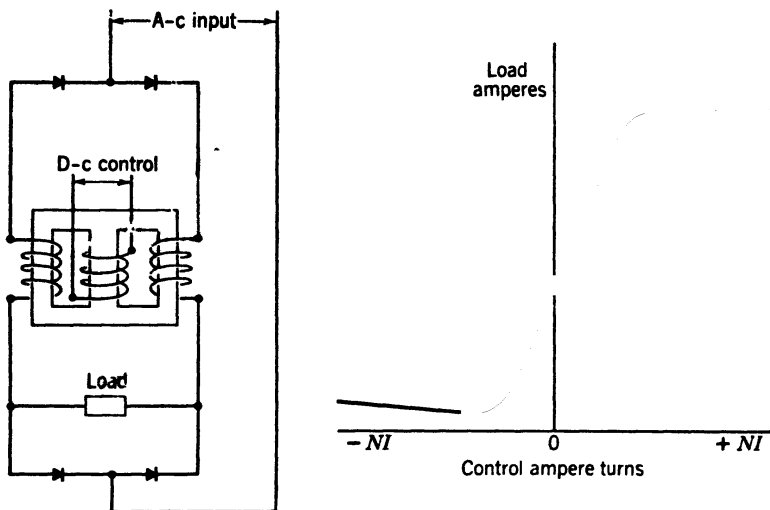 A-c input
D-c control
Load
Load
amperes
- NI
0
+ NI
Control ampere turns